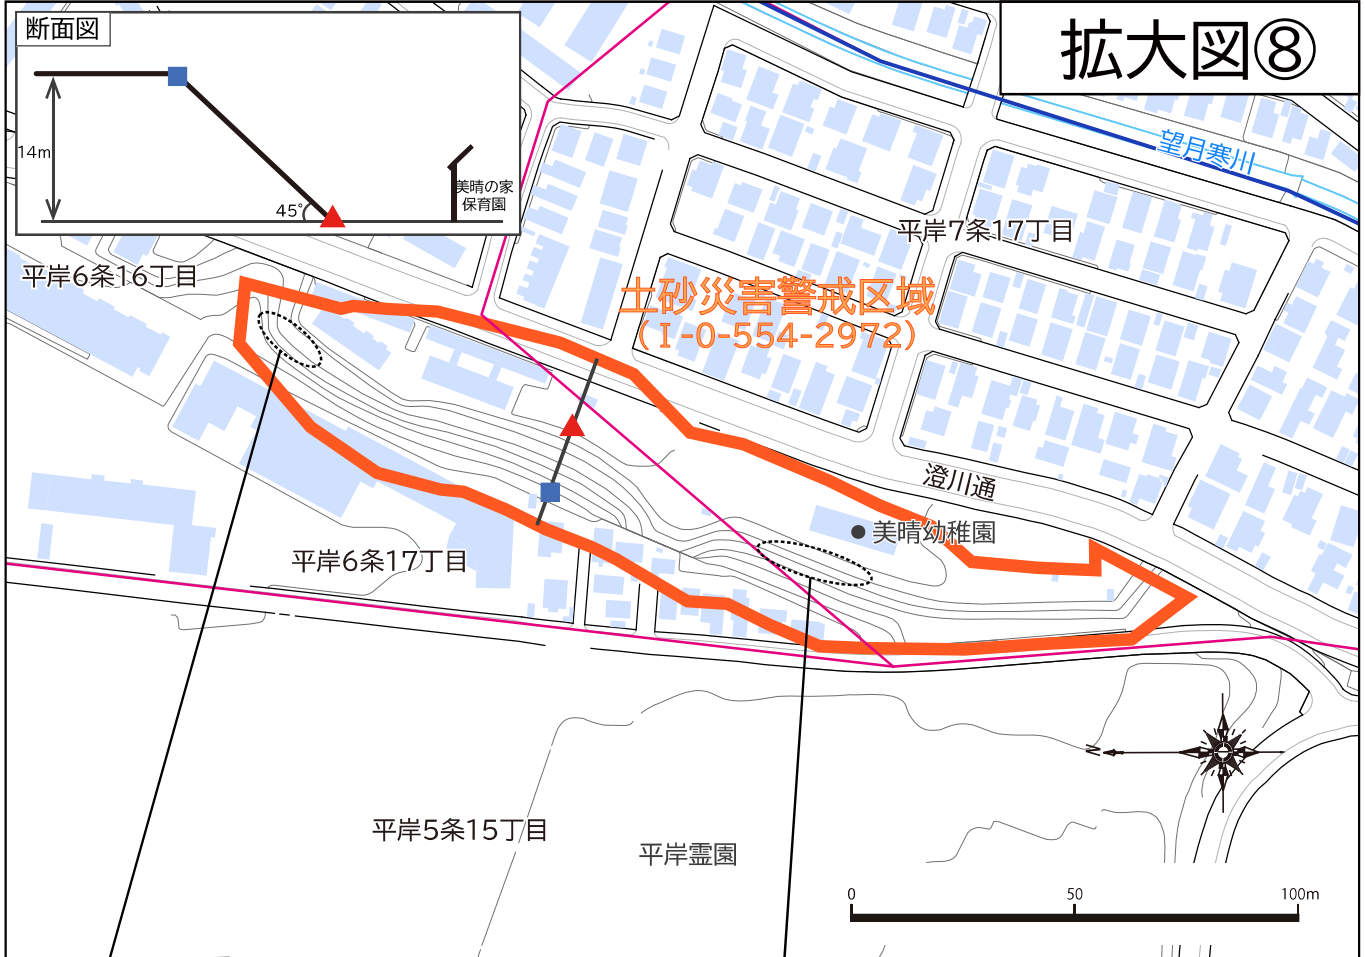 断面図
拡大図⑧
14m
45°
美晴の家
保育園
望月寒川
平岸7条17丁目
平岸6条16丁目
土砂災害警戒区域
(Ⅰ-0-554-2972)
澄川通
美晴幼稚園
平岸6条17丁目
N
平岸5条15丁目
平岸霊園
0 50 100m